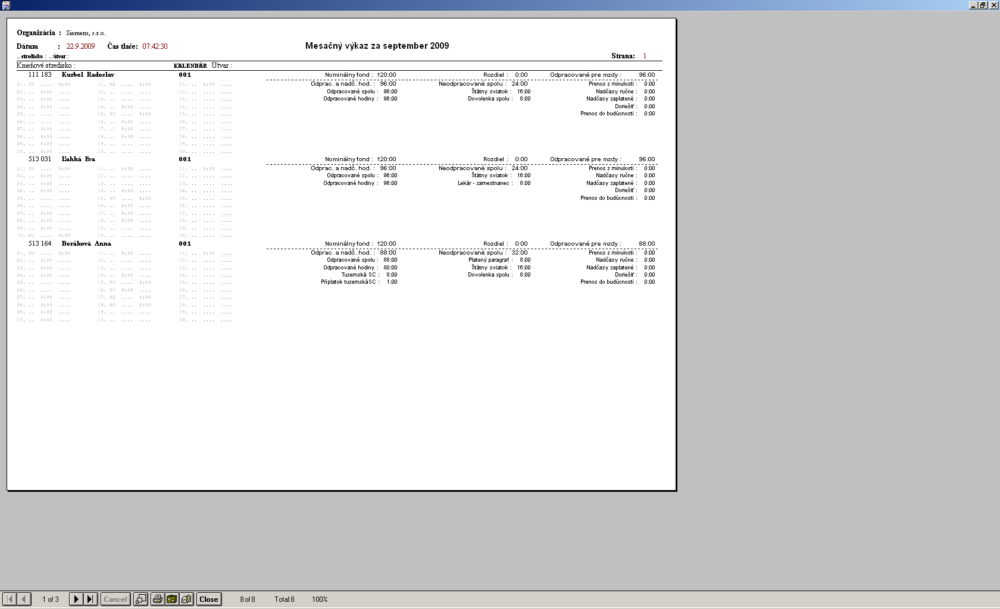 Organizácia : Siemens, s.r.o.
Dátum : 22.9.2009 Čas tlače: 07:42:30 Mesačný výkaz za september 2009
...stredisko : ...útvar : Strana: 1
Kmeňové stredisko : KALENDÁR Útvar :
111 183 Kurbel Radoslav 001 Nominálny fond : 120:00 Rozdiel : 0:00 Odpracované pre mzdy : 96:00
01. SV .... 8:00 11. RD .... 8:00 21. .. 8:00 .... Odprac. a nadč. hod. : 96:00 Neodpracované spolu : 24:00 Prenos z minulosti : 0:00
02. .. 8:00 .... 12. .. .... .... 22. .. .... .... Odpracované spolu : 96:00 Štátny sviatok : 16:00 Nadčasy ručne : 0:00
03. .. 8:00 .... 13. .. .... .... 23. .. .... .... Odpracované hodiny : 96:00 Dovolenka spolu : 8:00 Nadčasy zaplatené : 0:00
04. .. 8:00 .... 14. .. 8:00 .... 24. .. .... .... Doriešiť : 0:00
05. .. .... .... 15. SV .... 8:00 25. .. .... .... Prenos do budúcnosti : 0:00
06. .. .... .... 16. .. 8:00 .... 26. .. .... ....
07. .. 8:00 .... 17. .. 8:00 .... 27. .. .... ....
08. .. 8:00 .... 18. .. 8:00 .... 28. .. .... ....
09. .. 8:00 .... 19. .. .... .... 29. .. .... ....
10. .. 8:00 .... 20. .. .... .... 30. .. .... ....
513 031 Ľahká Eva 001 Nominálny fond : 120:00 Rozdiel : 0:00 Odpracované pre mzdy : 96:00
01. SV .... 8:00 11. .. 8:00 .... 21. .. 8:00 .... Odprac. a nadč. hod. : 96:00 Neodpracované spolu : 24:00 Prenos z minulosti : 0:00
02. .. 8:00 .... 12. .. .... .... 22. .. .... .... Odpracované spolu : 96:00 Štátny sviatok : 16:00 Nadčasy ručne : 0:00
03. .. 8:00 .... 13. .. .... .... 23. .. .... .... Odpracované hodiny : 96:00 Lekár - zamestnanec : 8:00 Nadčasy zaplatené : 0:00
04. .. 8:00 .... 14. .. 8:00 .... 24. .. .... .... Doriešiť : 0:00
05. .. .... .... 15. SV .... 8:00 25. .. .... .... Prenos do budúcnosti : 0:00
06. .. .... .... 16. .. 8:00 .... 26. .. .... ....
07. .. 8:00 .... 17. .. 8:00 .... 27. .. .... ....
08. .. 8:00 .... 18. .. 8:00 .... 28. .. .... ....
09. .. 8:00 .... 19. .. .... .... 29. .. .... ....
10. NL .... 8:00 20. .. .... .... 30. .. .... ....
513 164 Boráková Anna 001 Nominálny fond : 120:00 Rozdiel : 0:00 Odpracované pre mzdy : 88:00
01. SV .... 8:00 11. .. 8:00 .... 21. .. 8:00 .... Odprac. a nadč. hod. : 88:00 Neodpracované spolu : 32:00 Prenos z minulosti : 0:00
02. .. 8:00 .... 12. .. .... .... 22. .. .... .... Odpracované spolu : 88:00 Platený paragraf : 8:00 Nadčasy ručne : 0:00
03. .. 8:00 .... 13. .. .... .... 23. .. .... .... Odpracované hodiny : 80:00 Štátny sviatok : 16:00 Nadčasy zaplatené : 0:00
04. .. 8:00 .... 14. .. 8:00 .... 24. .. .... .... Tuzemská SC : 8:00 Dovolenka spolu : 8:00 Doriešiť : 0:00
05. .. .... .... 15. SV .... 8:00 25. .. .... .... Príplatok tuzemská SC : 1:00 Prenos do budúcnosti : 0:00
06. .. .... .... 16. SC 8:00 .... 26. .. .... ....
07. .. 8:00 .... 17. RD .... 8:00 27. .. .... ....
08. .. 8:00 .... 18. PG .... 8:00 28. .. .... ....
09. .. 8:00 .... 19. .. .... .... 29. .. .... ....
10. .. 8:00 .... 20. .. .... .... 30. .. .... ....
1 of 3 Cancel Close 8 of 8 Total:8 100%